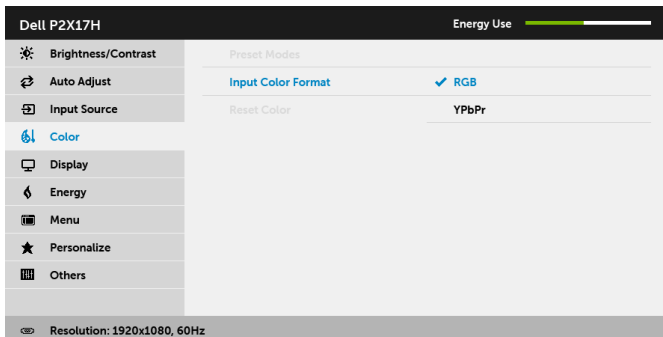 Dell P2X17H Energy Use
Brightness/Contrast Preset Modes
Auto Adjust Input Color Format ✓ RGB
Input Source Reset Color YPbPr
Color
Display
Energy
Menu
Personalize
Others
Resolution: 1920x1080, 60Hz